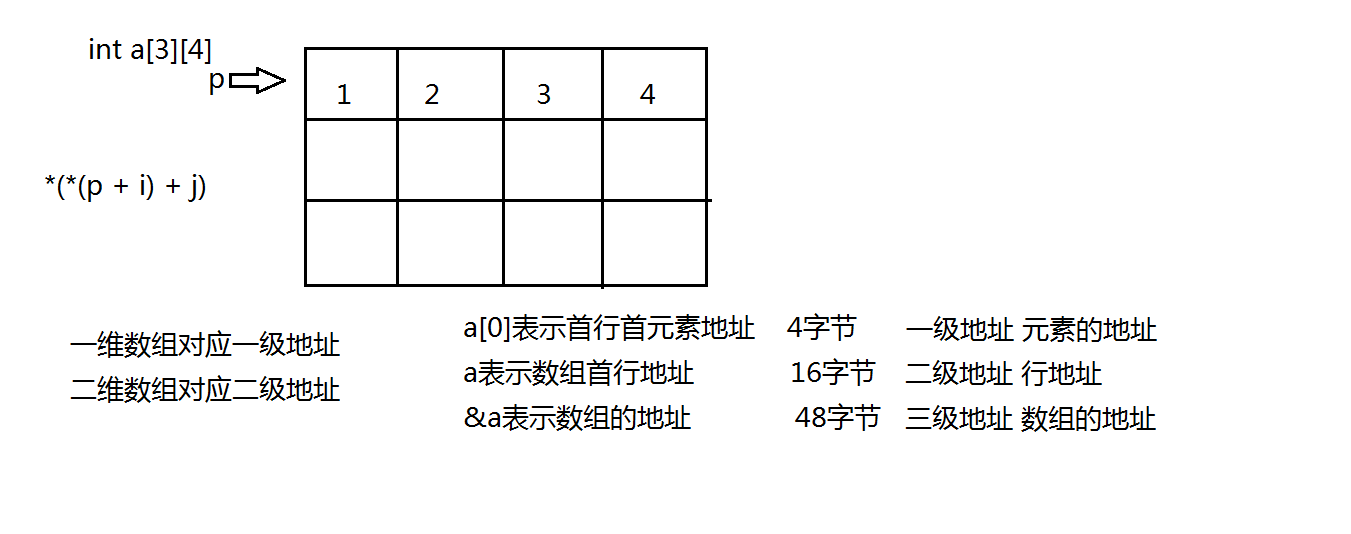 int a[3][4]
p
1 2 3 4
*(*(p + i) + j)
a[0]表示首行首元素地址 4字节 一级地址 元素的地址
一维数组对应一级地址
a表示数组首行地址 16字节 二级地址 行地址
二维数组对应二级地址
&a表示数组的地址 48字节 三级地址 数组的地址